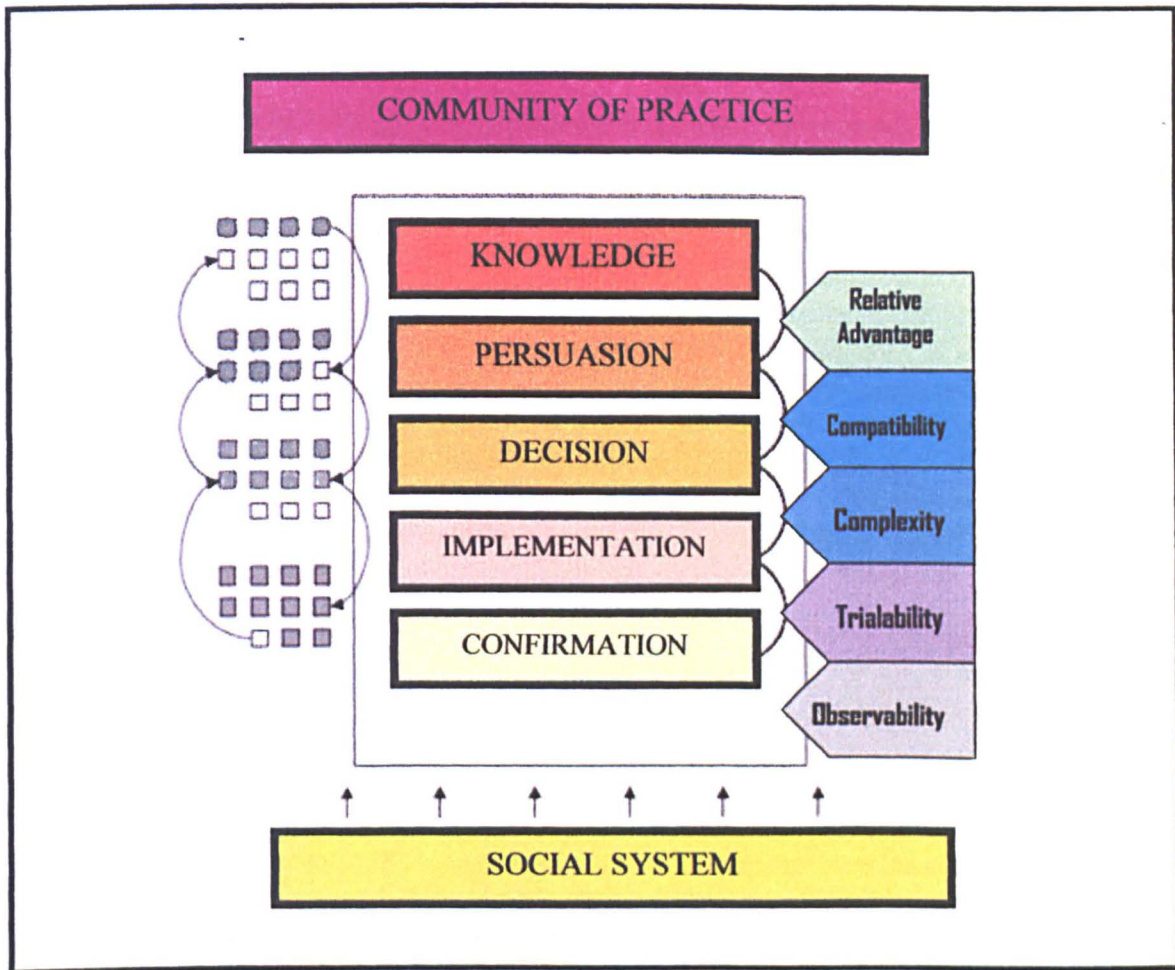 COMMUNITY OF PRACTICE
KNOWLEDGE
PERSUASION
DECISION
IMPLEMENTATION
CONFIRMATION
Relative
Advantage
Compatibility
Complexity
Trialability
Observability
SOCIAL SYSTEM